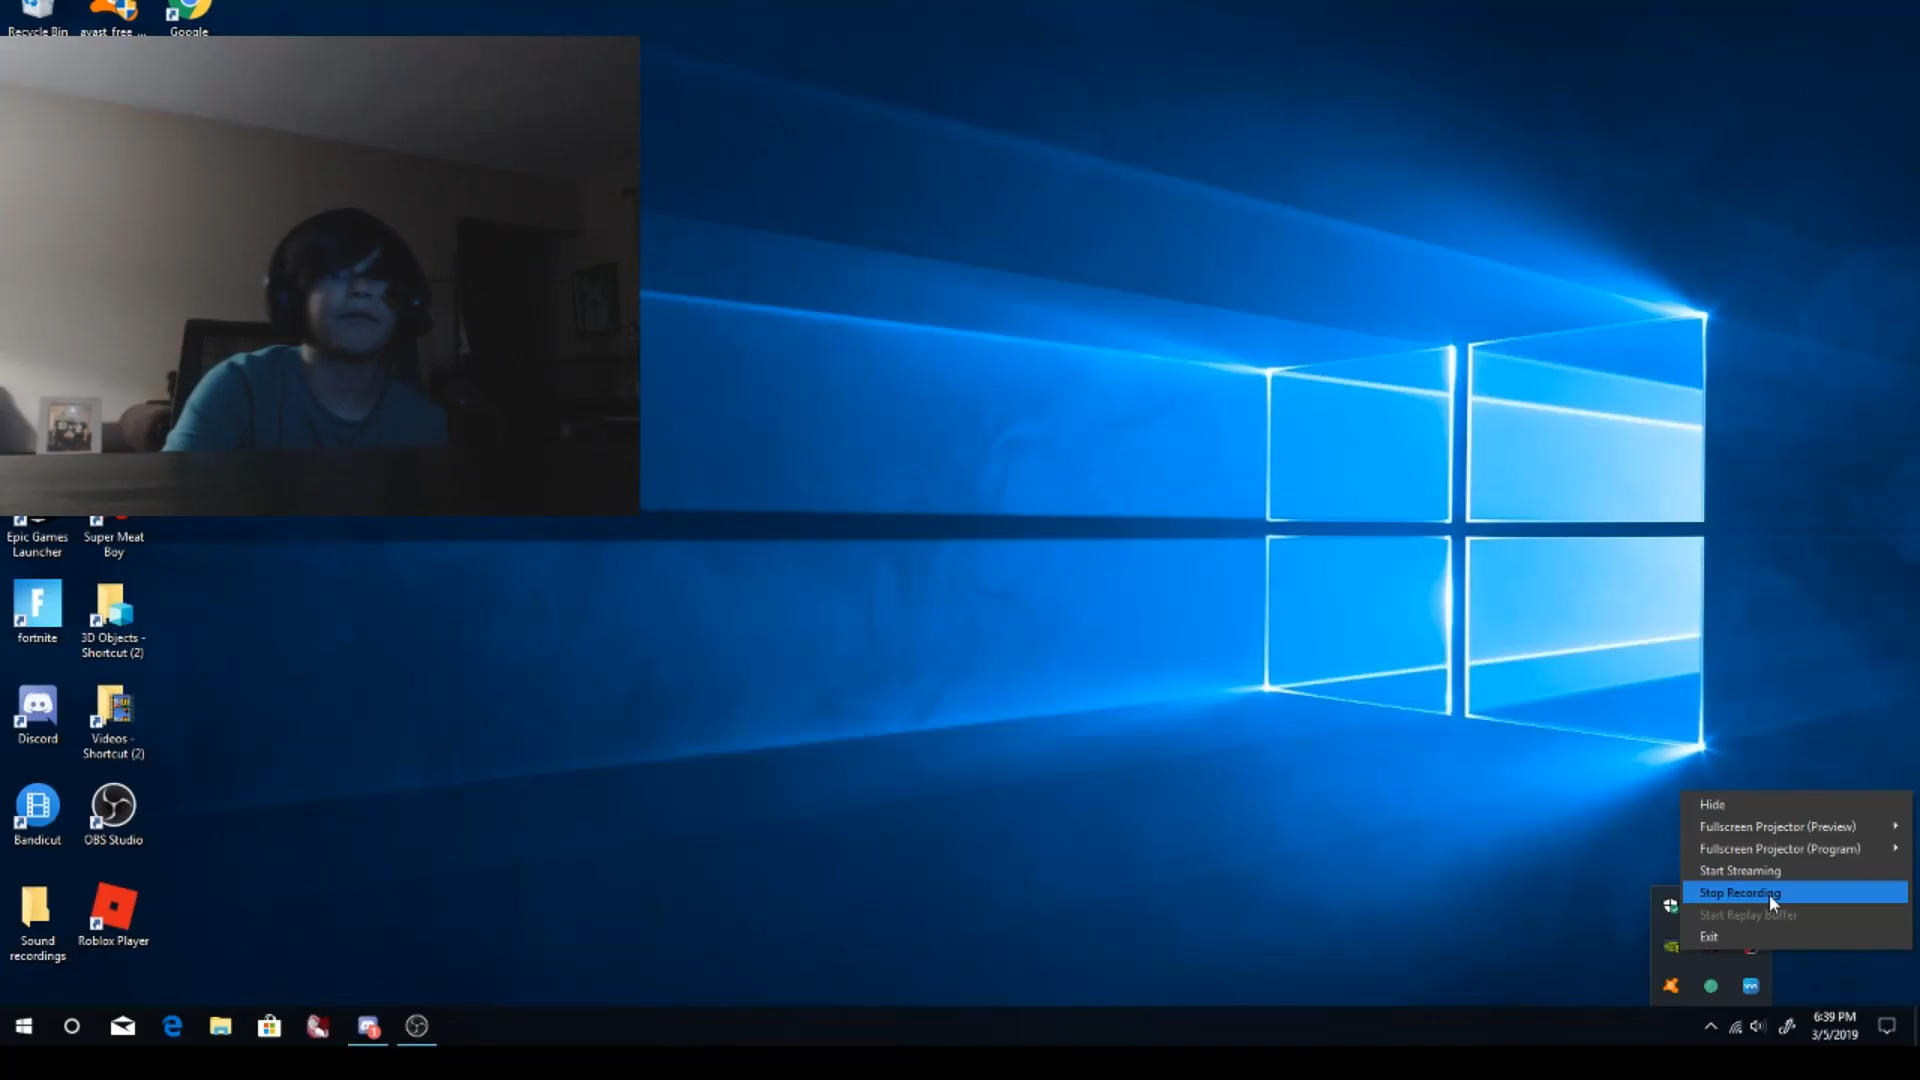 Recycle Bin
avast_free_...
Google
Epic Games
Launcher
Super Meat
Boy
fortnite
3D Objects -
Shortcut (2)
Discord
Videos -
Shortcut (2)
Bandicut
OBS Studio
Sound
recordings
Roblox Player
Hide
Fullscreen Projector (Preview)
Fullscreen Projector (Program)
Start Streaming
Stop Recording
Start Replay Buffer
Exit
6:39 PM
3/5/2019